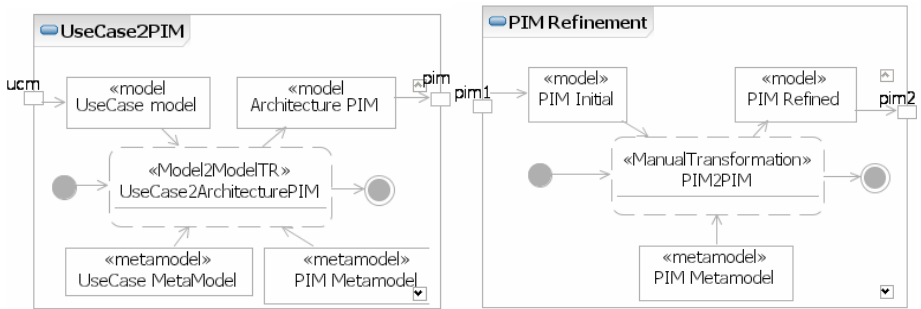 UseCase2PIM
ucm
«model»
UseCase model
«model
Architecture PIM
pim
«Model2ModelTR»
UseCase2ArchitecturePIM
«metamodel»
UseCase MetaModel
«metamodel»
PIM Metamodel
PIM Refinement
pim1
«model»
PIM Initial
«model»
PIM Refined
pim2
«ManualTransformation»
PIM2PIM
«metamodel»
PIM Metamodel